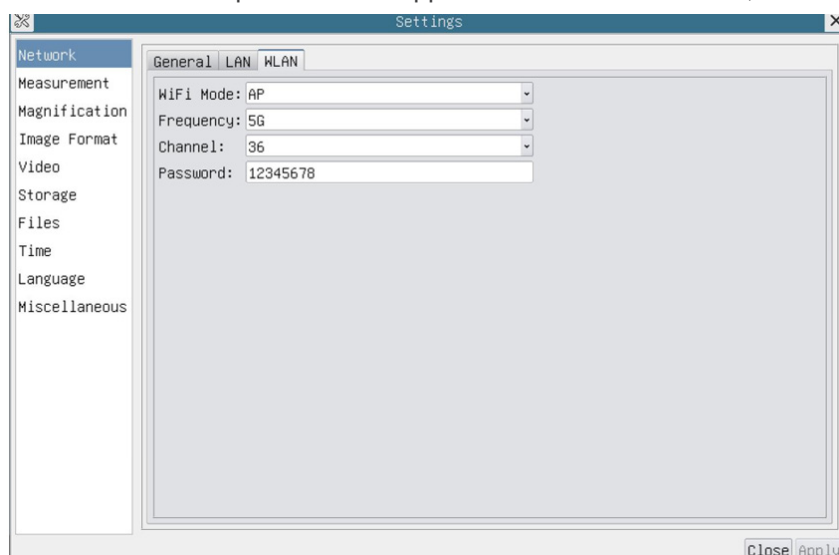 Settings
Network
Measurement
Magnification
Image Format
Video
Storage
Files
Time
Language
Miscellaneous
General LAN WLAN
WiFi Mode: AP
Frequency: 5G
Channel: 36
Password: 12345678
Close Apply